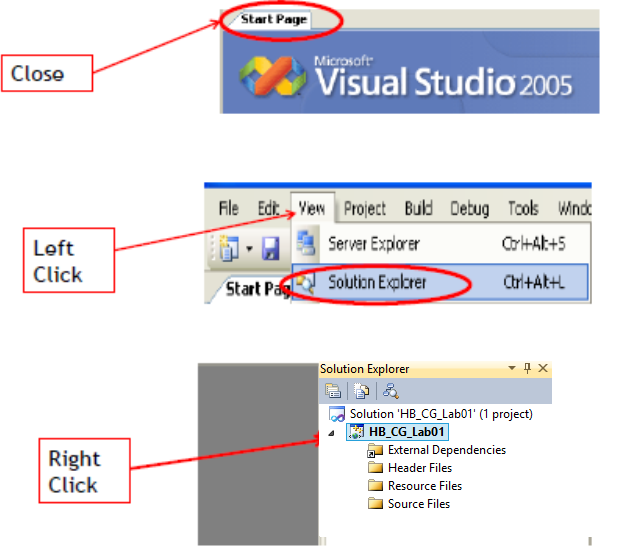 Start Page
Close
Microsoft
Visual Studio 2005
File Edit View Project Build Debug Tools Windo
Left
Click
Server Explorer Ctrl+Alt+S
Start Pag
Solution Explorer Ctrl+Alt+L
Solution Explorer
Solution 'HB_CG_Lab01' (1 project)
HB_CG_Lab01
Right
Click
External Dependencies
Header Files
Resource Files
Source Files